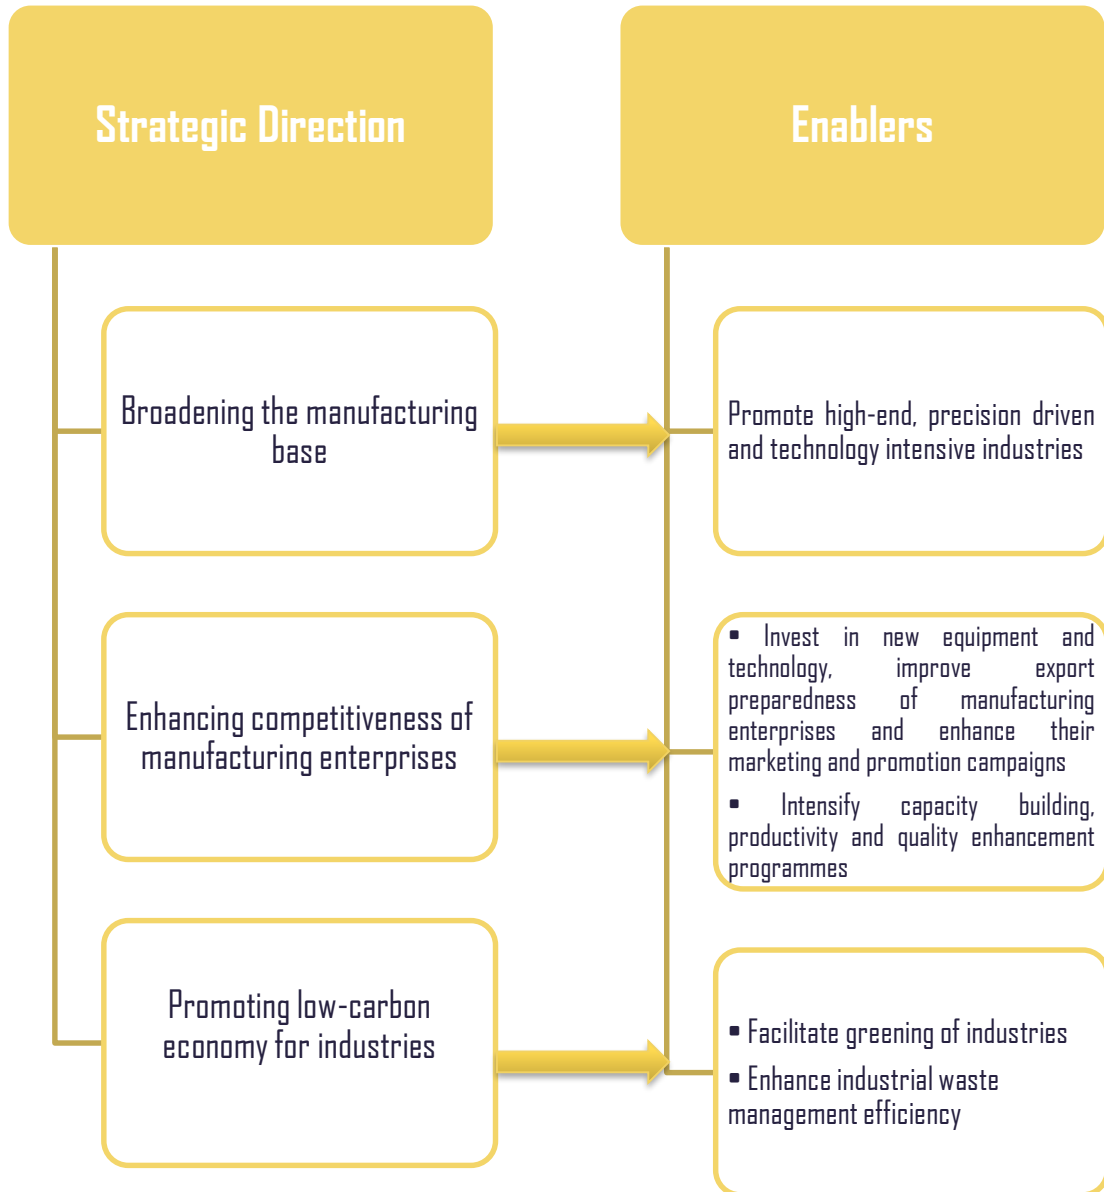 Strategic Direction
Enablers
Broadening the manufacturing
base
Promote high-end, precision driven
and technology intensive industries
Enhancing competitiveness of
manufacturing enterprises
▪ Invest in new equipment and
technology, improve export
preparedness of manufacturing
enterprises and enhance their
marketing and promotion campaigns
▪ Intensify capacity building,
productivity and quality enhancement
programmes
Promoting low-carbon
economy for industries
▪ Facilitate greening of industries
▪ Enhance industrial waste
management efficiency